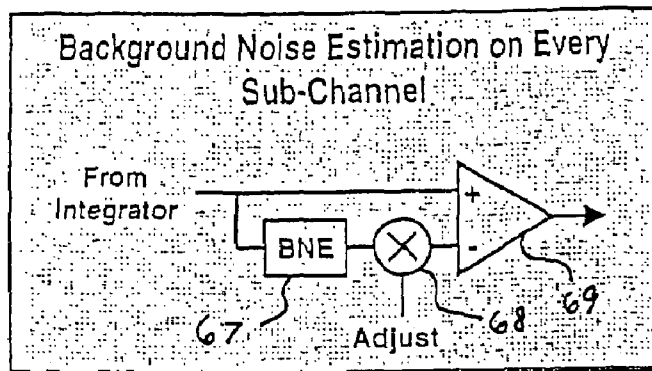 Background Noise Estimation on Every
Sub-Channel
From
Integrator
+
BNE
-
67
68
69
Adjust